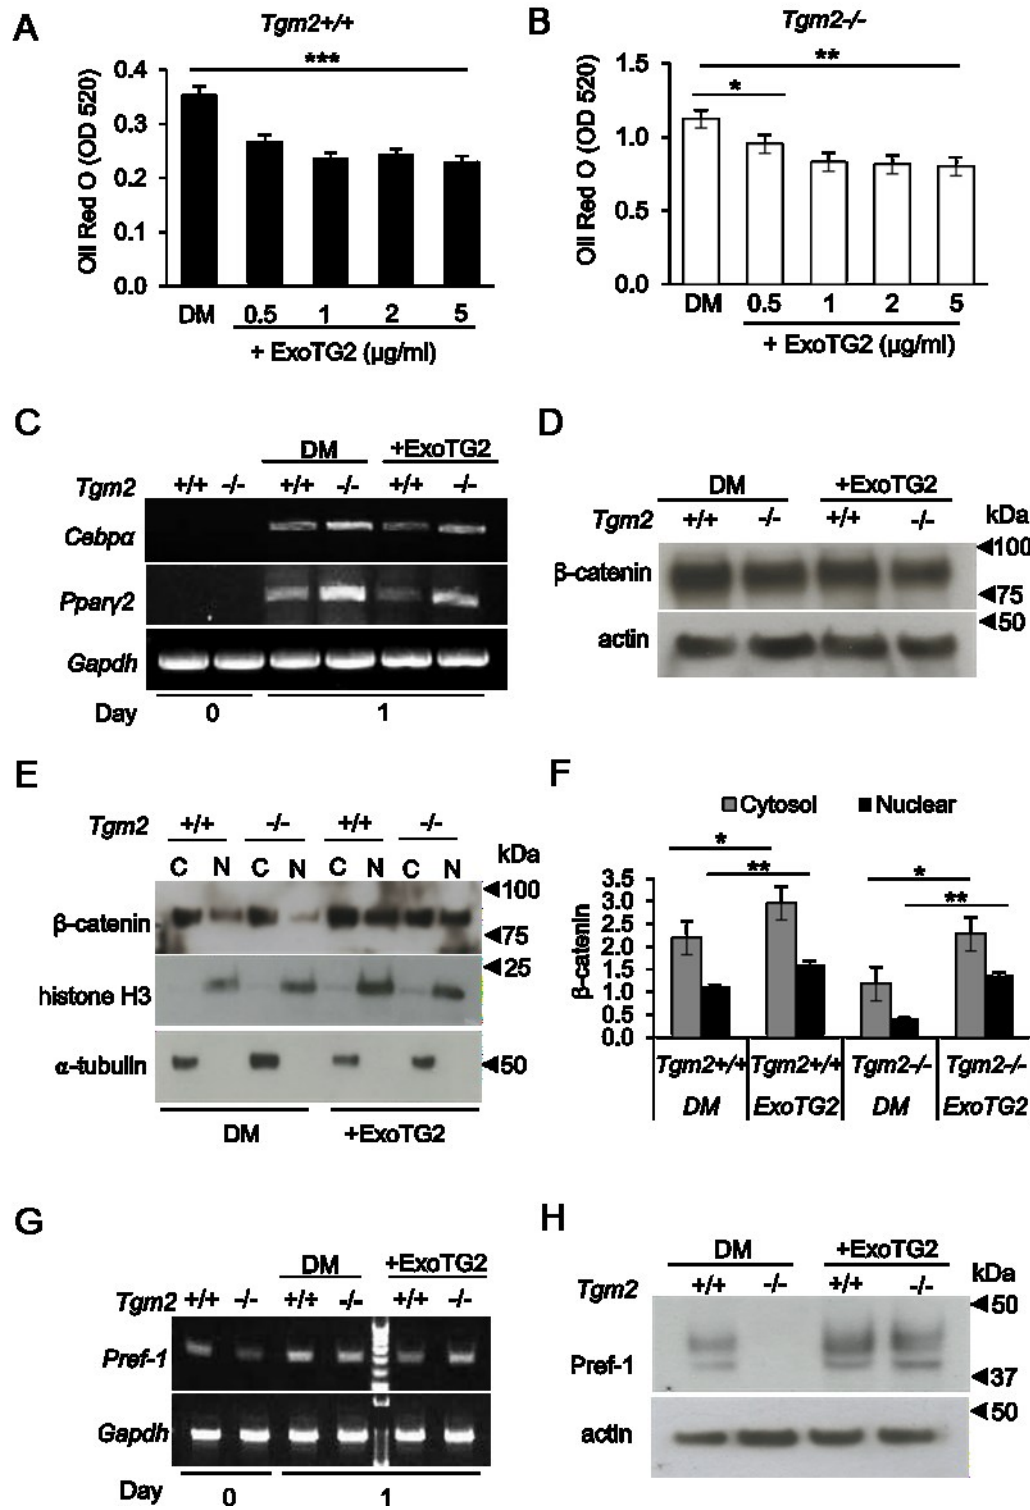 A
Tgm2+/+
***
Oil Red O (OD 520)
0.4
0.3
0.2
0.1
0.0
DM 0.5 1 2 5
+ ExoTG2 (µg/ml)
B
Tgm2-/-
**
*
Oil Red O (OD 520)
1.5
1.0
0.5
0.0
DM 0.5 1 2 5
+ ExoTG2 (µg/ml)
C
DM +ExoTG2
Tgm2 +/+ -/- +/+ -/- +/+ -/-
Cebpα
Pparγ2
Gapdh
Day 0 1
D
DM +ExoTG2
Tgm2 +/+ -/- +/+ -/- kDa
β-catenin
100
75
actin
50
E
Tgm2 +/+ -/- +/+ -/-
C N C N C N C N kDa
β-catenin
100
75
histone H3
25
α-tubulin
50
DM +ExoTG2
F
Cytosol Nuclear
* *
** **
β-catenin
3.5
3.0
2.5
2.0
1.5
1.0
0.5
0.0
Tgm2+/+ Tgm2+/+ Tgm2-/- Tgm2-/-
DM ExoTG2 DM ExoTG2
G
DM +ExoTG2
Tgm2 +/+ -/- +/+ -/- +/+ -/-
Pref-1
Gapdh
Day 0 1
H
DM +ExoTG2
Tgm2 +/+ -/- +/+ -/- kDa
50
Pref-1
37
50
actin